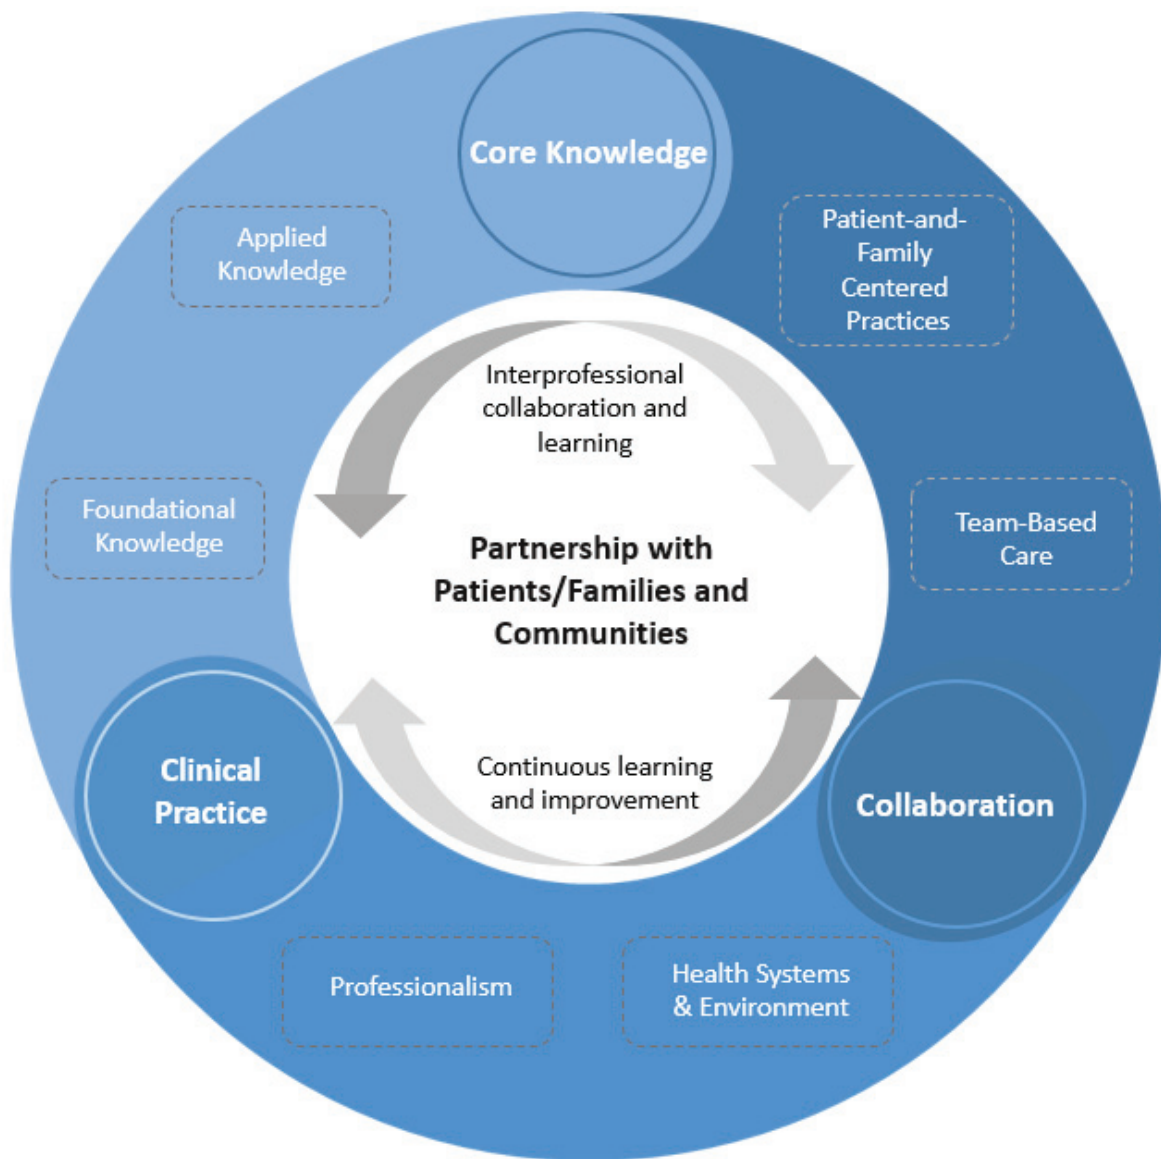 Core Knowledge
Applied
Knowledge
Patient-and-
Family
Centered
Practices
Interprofessional
collaboration and
learning
Foundational
Knowledge
Team-Based
Care
Partnership with
Patients/Families and
Communities
Clinical
Practice
Continuous learning
and improvement
Collaboration
Professionalism
Health Systems
& Environment